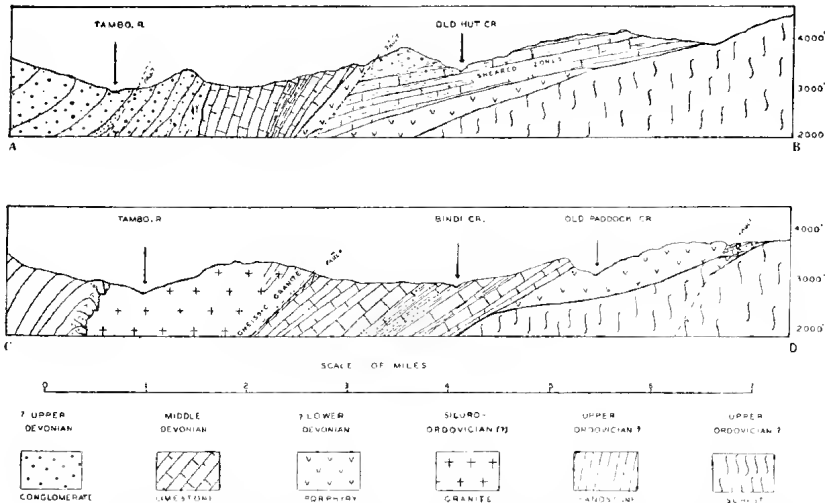 TAMBO. R.
OLD HUT CR.
FAULT
4000'
SHEARED ZONES
3000'
2000
A
B
TAMBO. R
BINDI CR.
OLD PADDOCK CR.
FAULT
4000'
GNEISSIC GRANITE
3000'
2000'
C
D
SCALE OF MILES
0 1 2 3 4 5 6 7
? UPPER DEVONIAN
MIDDLE DEVONIAN
? LOWER DEVONIAN
SILURO-ORDOVICIAN (?)
UPPER ORDOVICIAN ?
UPPER ORDOVICIAN ?
CONGLOMERATE
LIMESTONE
PORPHYRY
GRANITE
SANDSTONE
SCHIST